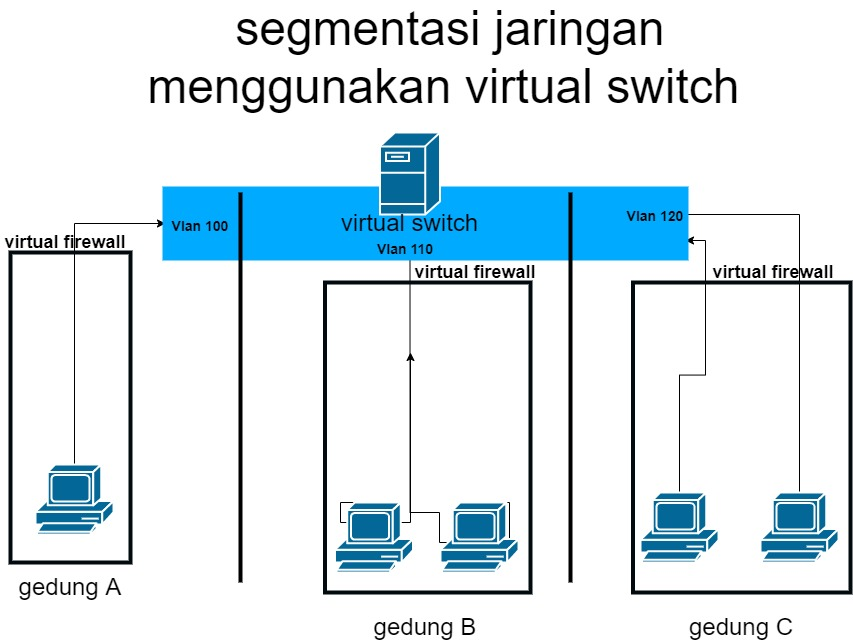 segmentasi jaringan
menggunakan virtual switch
Vlan 100
virtual switch
Vlan 120
Vlan 110
virtual firewall
virtual firewall
virtual firewall
gedung A
gedung B
gedung C